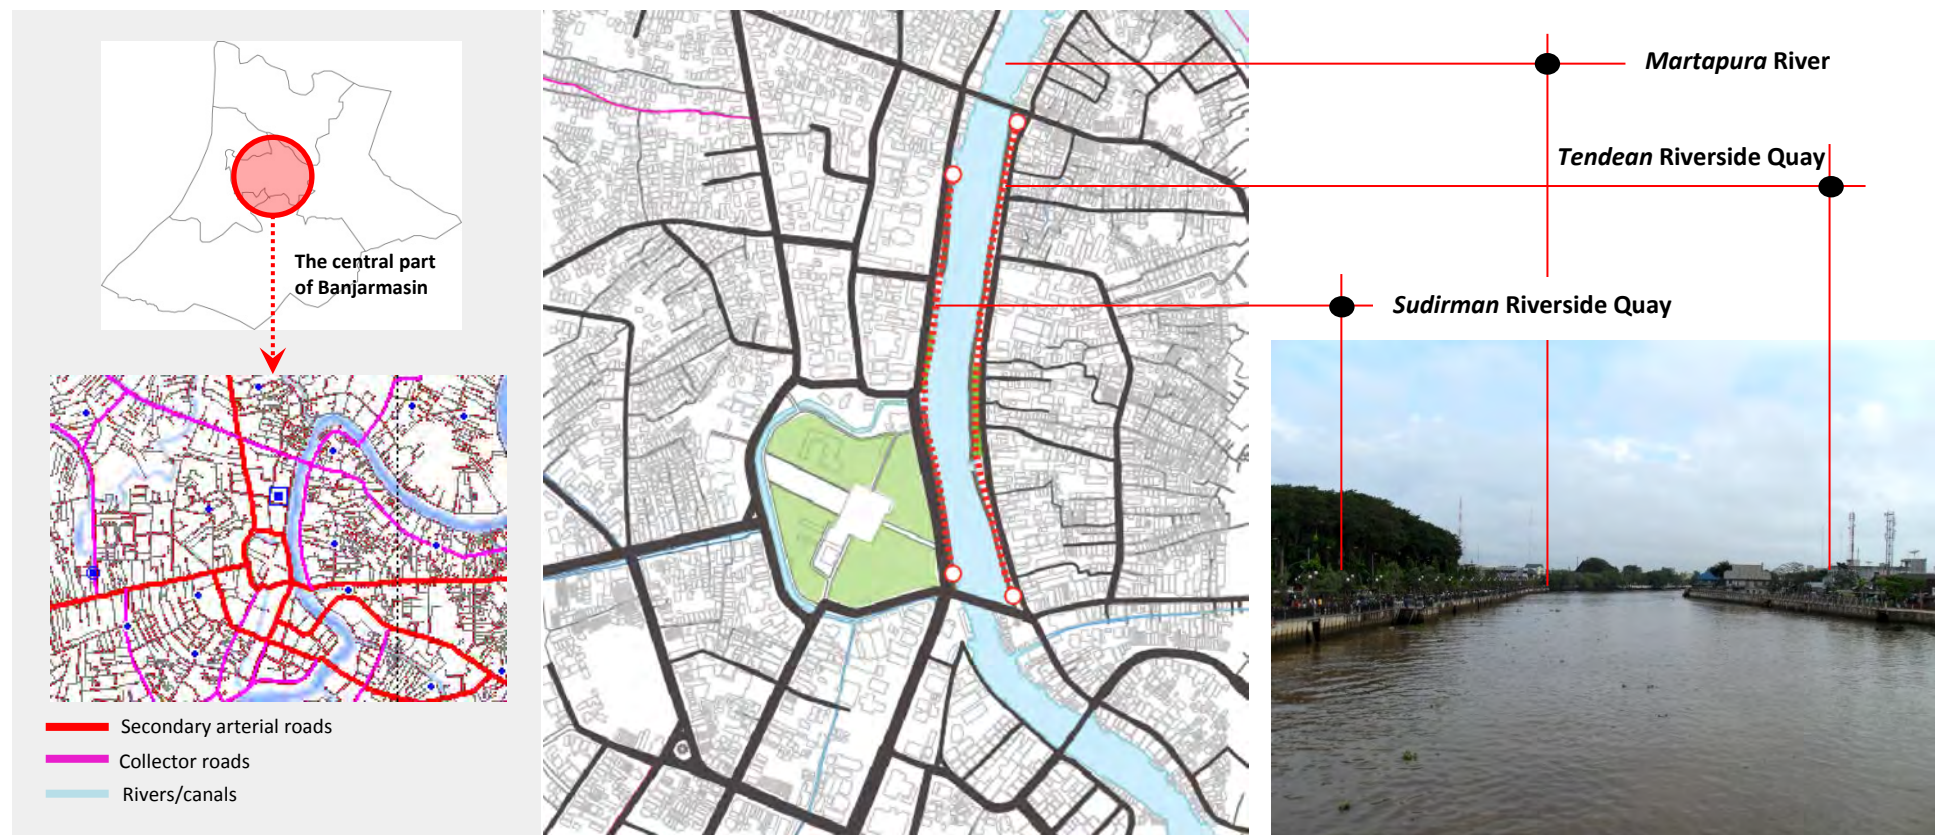 The central part
of Banjarmasin
Secondary arterial roads
Collector roads
Rivers/canals
Martapura River
Tendean Riverside Quay
Sudirman Riverside Quay